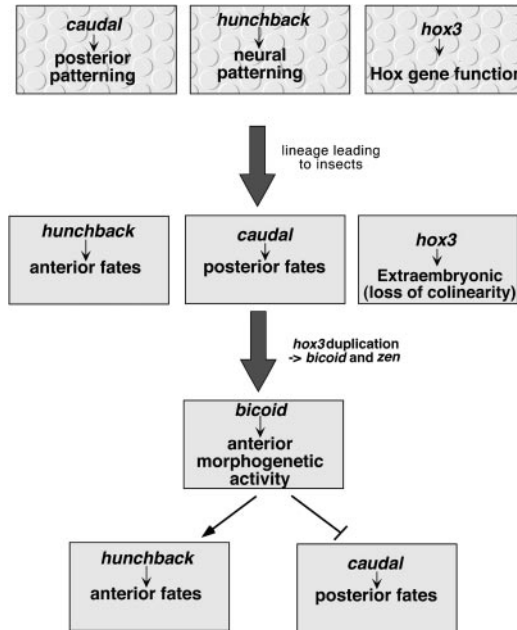 caudal
posterior
patterning
hunchback
neural
patterning
hox3
Hox gene function
lineage leading
to insects
hunchback
anterior fates
caudal
posterior fates
hox3
Extraembryonic
(loss of colinearity)
hox3 duplication
-> bicoid and zen
bicoid
anterior
morphogenetic
activity
hunchback
anterior fates
caudal
posterior fates